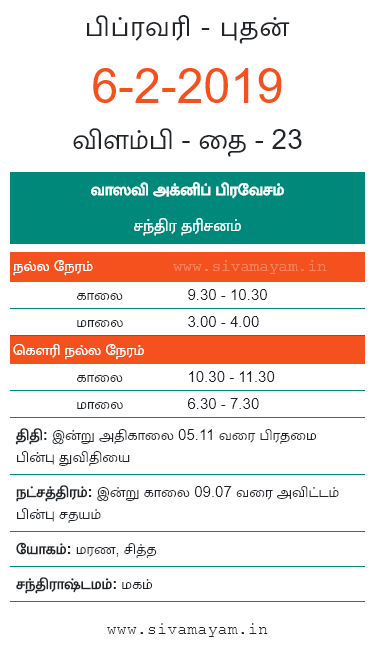 பிப்ரவரி - புதன்
6-2-2019
விளம்பி - தை - 23
வாஸவி அக்னிப் பிரவேசம்
சந்திர தரிசனம்
நல்ல நேரம் www.sivamayam.in
காலை 9.30 - 10.30
மாலை 3.00 - 4.00
கௌரி நல்ல நேரம்
காலை 10.30 - 11.30
மாலை 6.30 - 7.30
திதி: இன்று அதிகாலை 05.11 வரை பிரதமை
பின்பு துவிதியை
நட்சத்திரம்: இன்று காலை 09.07 வரை அவிட்டம்
பின்பு சதயம்
யோகம்: மரண, சித்த
சந்திராஷ்டமம்: மகம்
www.sivamayam.in